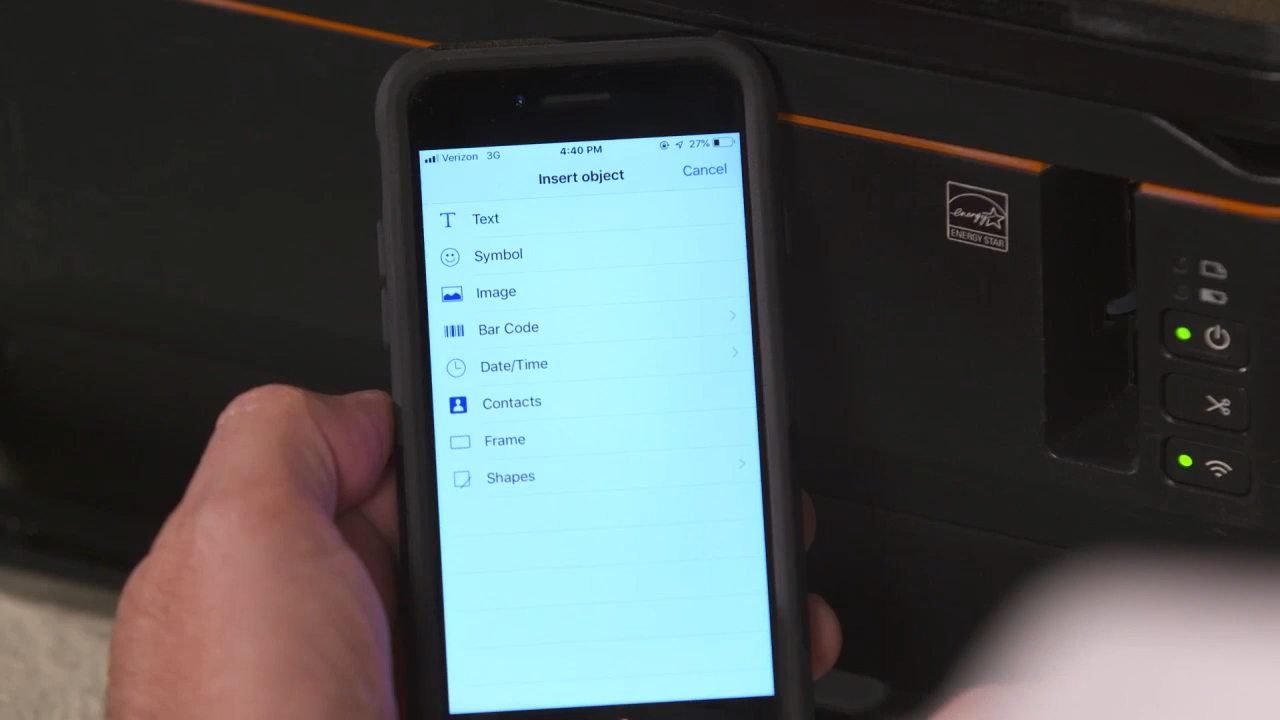 Verizon 3G 4:40 PM 27%
Insert object Cancel
Text
Symbol
Image
Bar Code
Date/Time
Contacts
Frame
Shapes
energy
ENERGY STAR